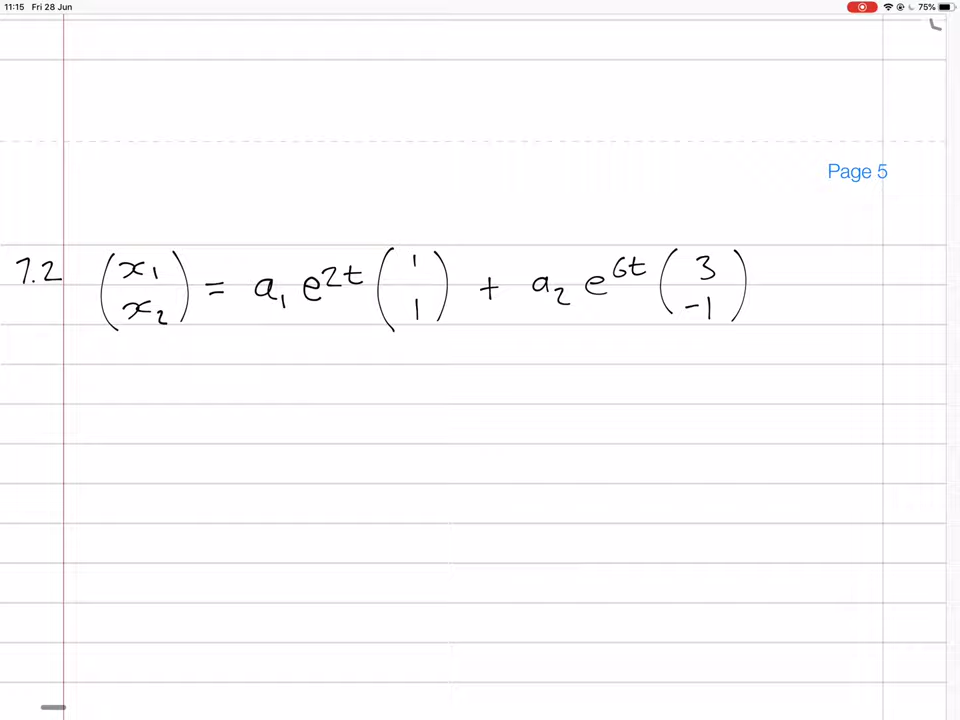 11:15 Fri 28 Jun 75%
Page 5
7.2 (x₁ x₂) = a₁ e^{2t} (1 1) + a₂ e^{6t} (3 -1)